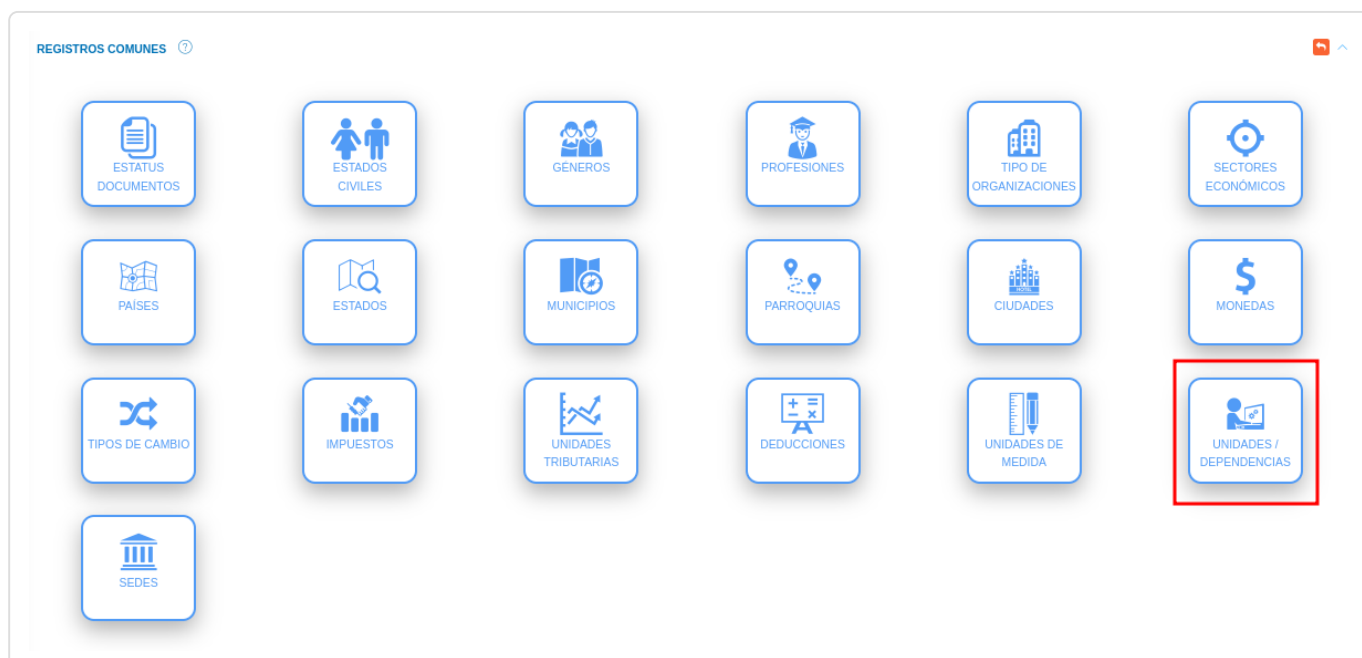 REGISTROS COMUNES ?
ESTATUS
DOCUMENTOS
ESTADOS
CIVILES
GÉNEROS
PROFESIONES
TIPO DE
ORGANIZACIONES
SECTORES
ECONÓMICOS
PAÍSES
ESTADOS
MUNICIPIOS
PARROQUIAS
HOTEL
CIUDADES
MONEDAS
TIPOS DE CAMBIO
IMPUESTOS
UNIDADES
TRIBUTARIAS
DEDUCCIONES
UNIDADES DE
MEDIDA
UNIDADES /
DEPENDENCIAS
SEDES